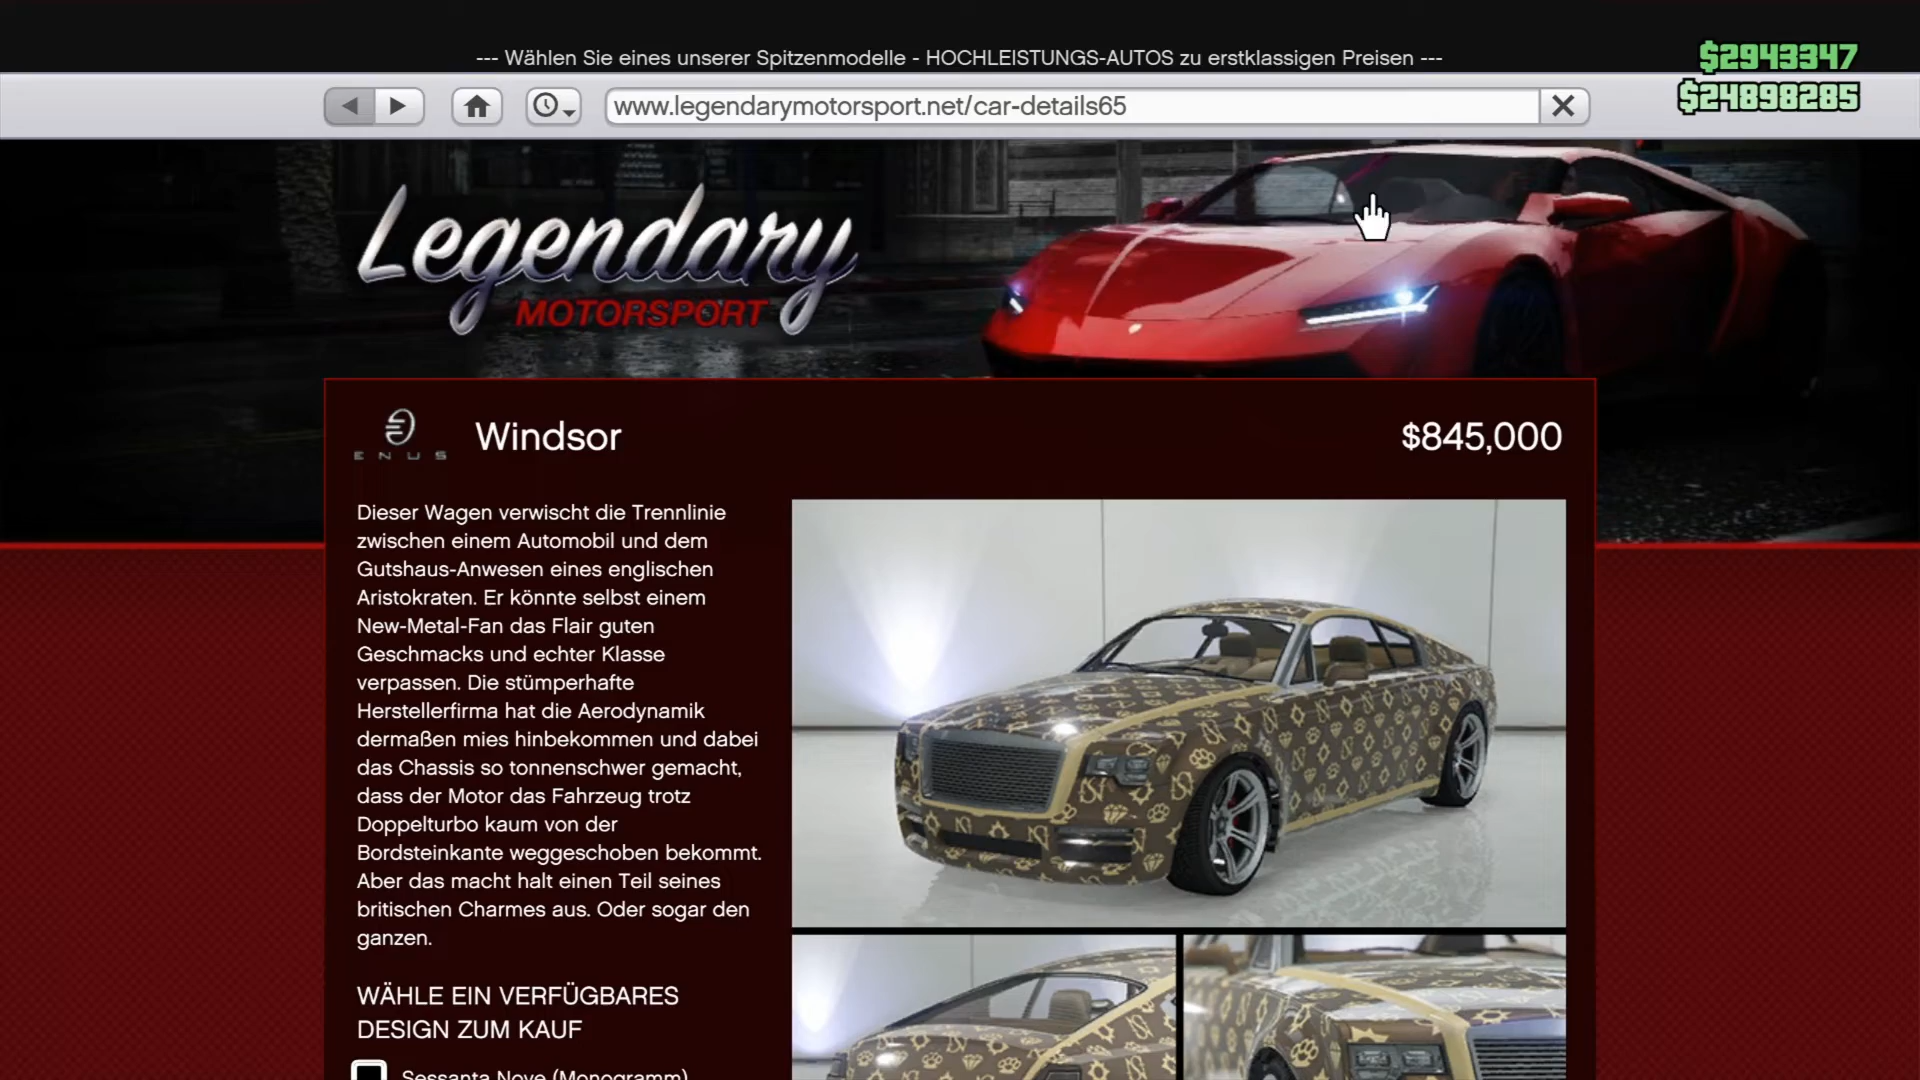 --- Wählen Sie eines unserer Spitzenmodelle - HOCHLEISTUNGS-AUTOS zu erstklassigen Preisen ---
$2943347
$24898285
www.legendarymotorsport.net/car-details65
Legendary
MOTORSPORT
ENUS
Windsor
$845,000
Dieser Wagen verwischt die Trennlinie
zwischen einem Automobil und dem
Gutshaus-Anwesen eines englischen
Aristokraten. Er könnte selbst einem
New-Metal-Fan das Flair guten
Geschmacks und echter Klasse
verpassen. Die stümperhafte
Herstellerfirma hat die Aerodynamik
dermaßen mies hinbekommen und dabei
das Chassis so tonnenschwer gemacht,
dass der Motor das Fahrzeug trotz
Doppelturbo kaum von der
Bordsteinkante weggeschoben bekommt.
Aber das macht halt einen Teil seines
britischen Charmes aus. Oder sogar den
ganzen.
WÄHLE EIN VERFÜGBARES
DESIGN ZUM KAUF
Sessanta Nove (Monogramm)